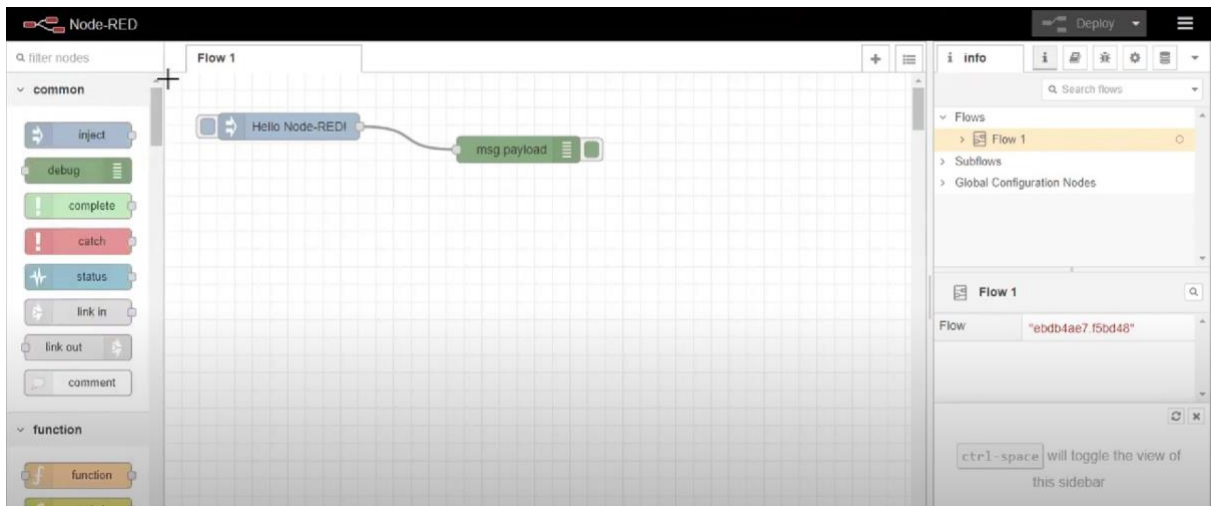 Node-RED
Deploy
filter nodes
Flow 1
info
i
Search flows
common
inject
debug
complete
catch
status
link in
link out
comment
function
function
Hello Node-RED!
msg.payload
Flows
Flow 1
Subflows
Global Configuration Nodes
Flow 1
Flow "ebdb4ae7.f5bd48"
ctrl-space will toggle the view of
this sidebar